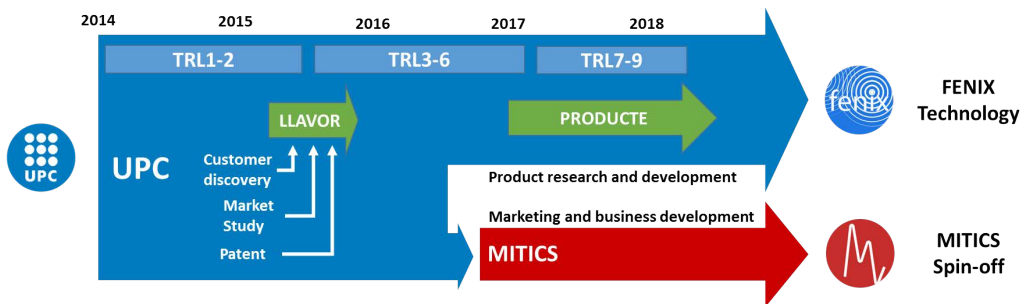 2014 2015 2016 2017 2018
TRL1-2 TRL3-6 TRL7-9
LLAVOR
PRODUCTE
fenix
FENIX
Technology
UPC
UPC
Customer
discovery
Market
Study
Patent
Product research and development
Marketing and business development
MITICS
MITICS
Spin-off